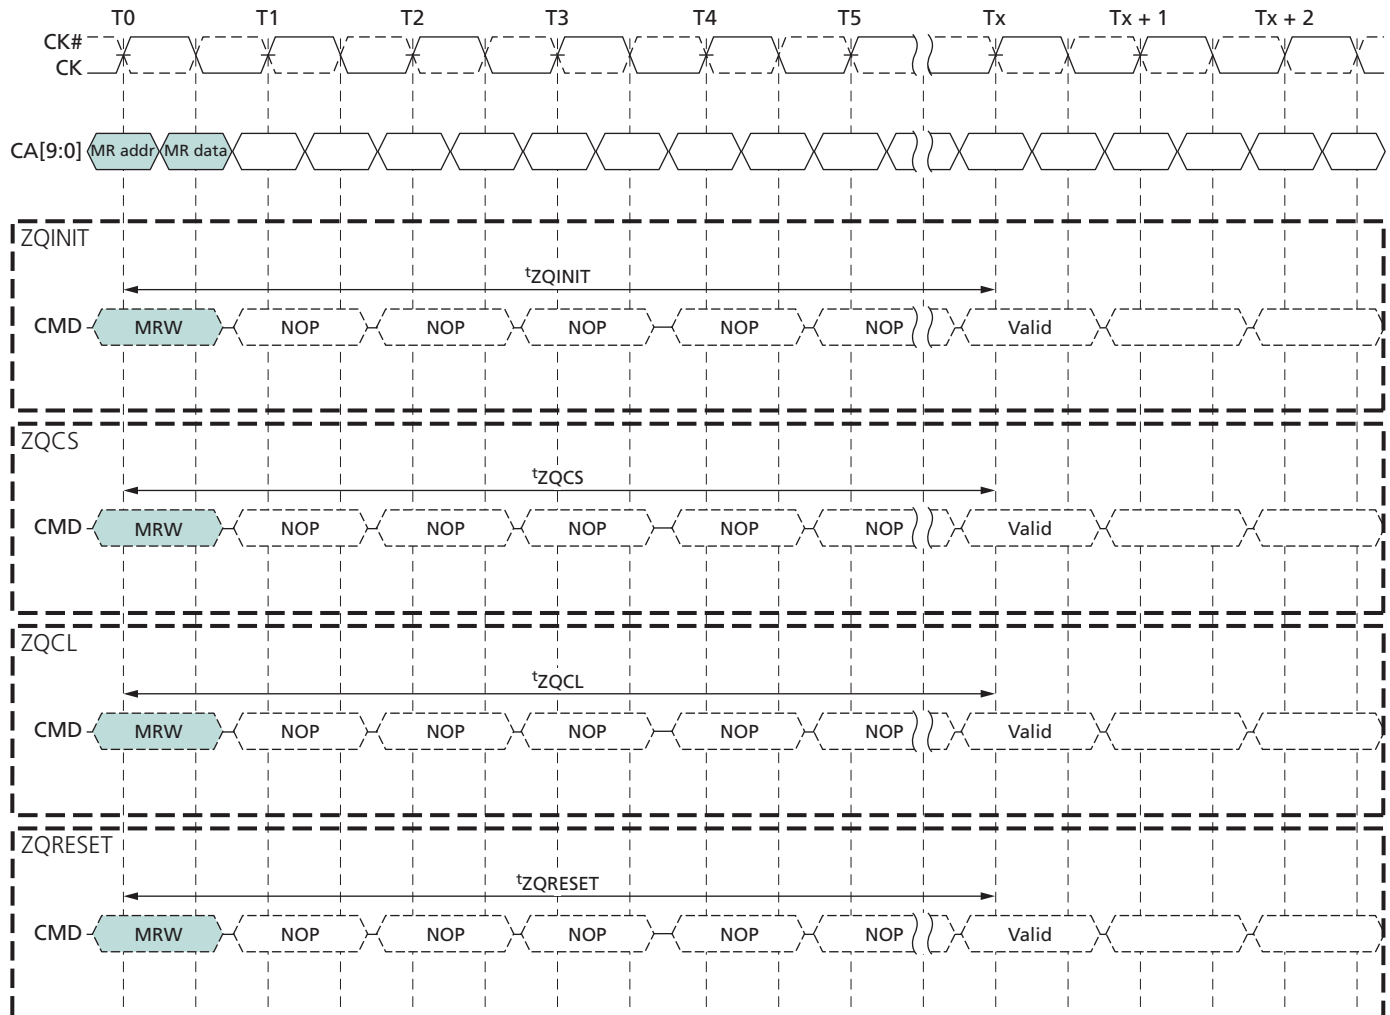 T0 T1 T2 T3 T4 T5 Tx Tx + 1 Tx + 2
CK#
CK
CA[9:0] MR addr MR data
ZQINIT
tZQINIT
CMD MRW NOP NOP NOP NOP NOP Valid
ZQCS
tZQCS
CMD MRW NOP NOP NOP NOP NOP Valid
ZQCL
tZQCL
CMD MRW NOP NOP NOP NOP NOP Valid
ZQRESET
tZQRESET
CMD MRW NOP NOP NOP NOP NOP Valid